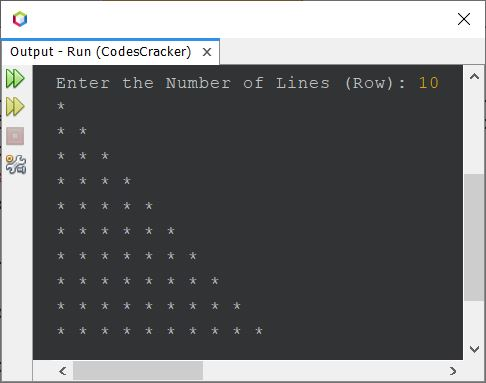 Output - Run (CodesCracker) ×
Enter the Number of Lines (Row): 10
*
* *
* * *
* * * *
* * * * *
* * * * * *
* * * * * * *
* * * * * * * *
* * * * * * * * *
* * * * * * * * * *